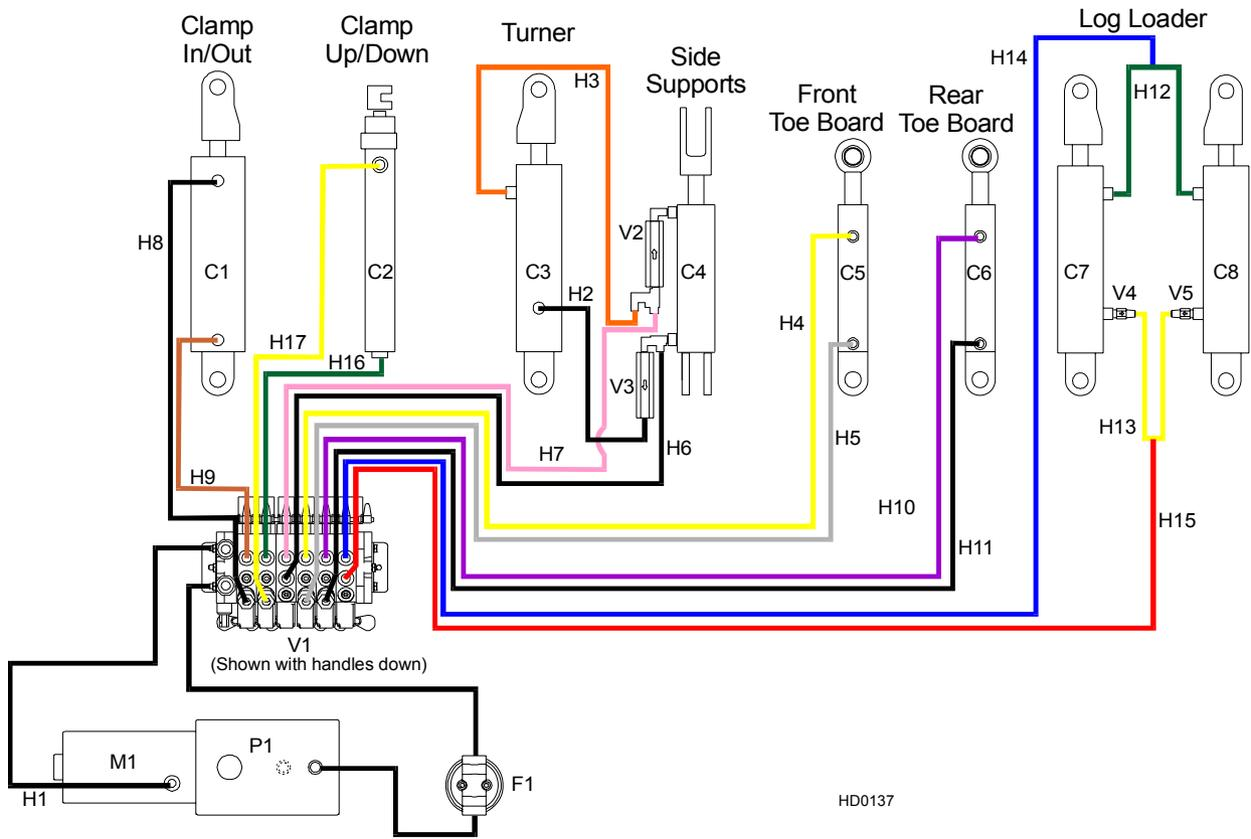 Clamp
In/Out
Clamp
Up/Down
Turner
Side
Supports
Front
Toe Board
Rear
Toe Board
Log Loader
H14
H12
H3
H8
C1
C2
C3
V2
C4
C5
C6
C7
C8
V4
V5
H2
H4
H17
H16
V3
H13
H7
H6
H5
H9
H10
H15
H11
V1
(Shown with handles down)
M1
P1
F1
H1
HD0137